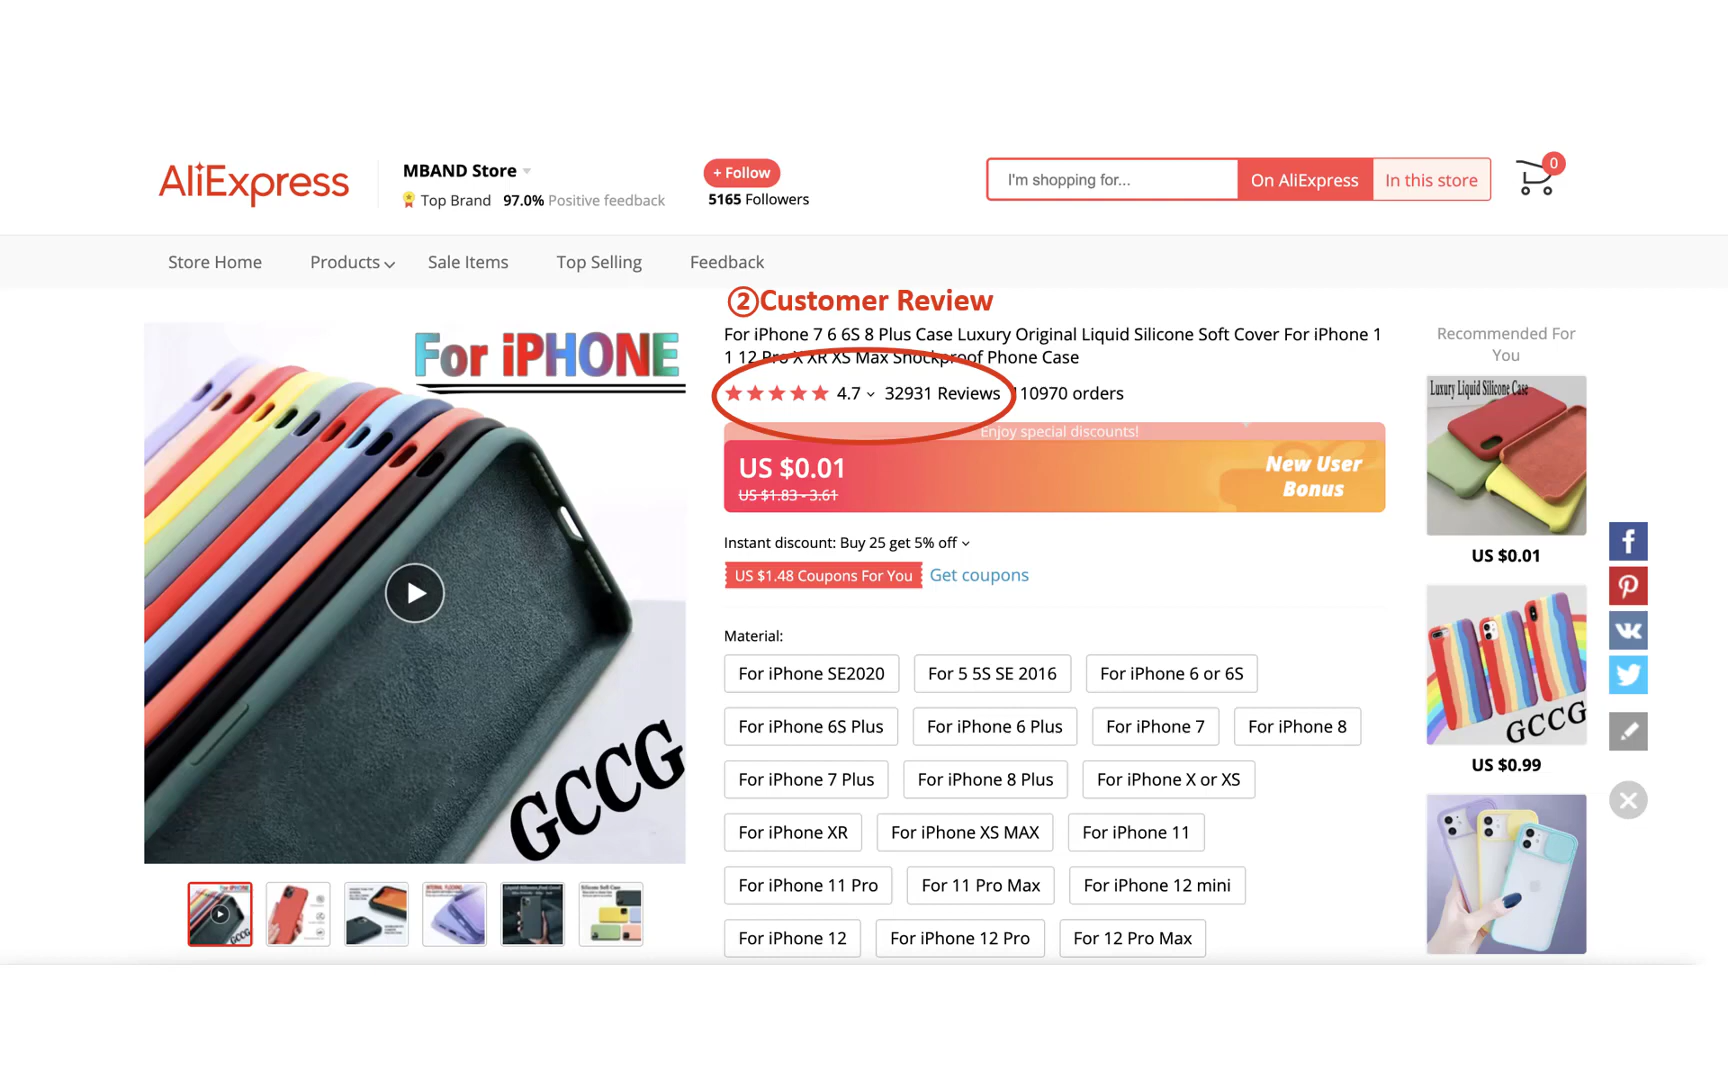 AliExpress
MBAND Store
Top Brand 97.0% Positive feedback
+ Follow
5165 Followers
I'm shopping for...
On AliExpress
In this store
0
Store Home
Products
Sale Items
Top Selling
Feedback
②Customer Review
For iPhone 7 6 6S 8 Plus Case Luxury Original Liquid Silicone Soft Cover For iPhone 1
1 12 Pro X XR XS Max Shockproof Phone Case
4.7 32931 Reviews 110970 orders
Enjoy special discounts!
US $0.01
US $1.83 - 3.61
New User
Bonus
Instant discount: Buy 25 get 5% off
US $1.48 Coupons For You Get coupons
Material:
For iPhone SE2020 For 5 5S SE 2016 For iPhone 6 or 6S
For iPhone 6S Plus For iPhone 6 Plus For iPhone 7 For iPhone 8
For iPhone 7 Plus For iPhone 8 Plus For iPhone X or XS
For iPhone XR For iPhone XS MAX For iPhone 11
For iPhone 11 Pro For 11 Pro Max For iPhone 12 mini
For iPhone 12 For iPhone 12 Pro For 12 Pro Max
For iPHONE
GCCG
For iPHONE
GCCG
Silicone Soft Case
Recommended For
You
Luxury Liquid Silicone Case
US $0.01
GCCG
US $0.99